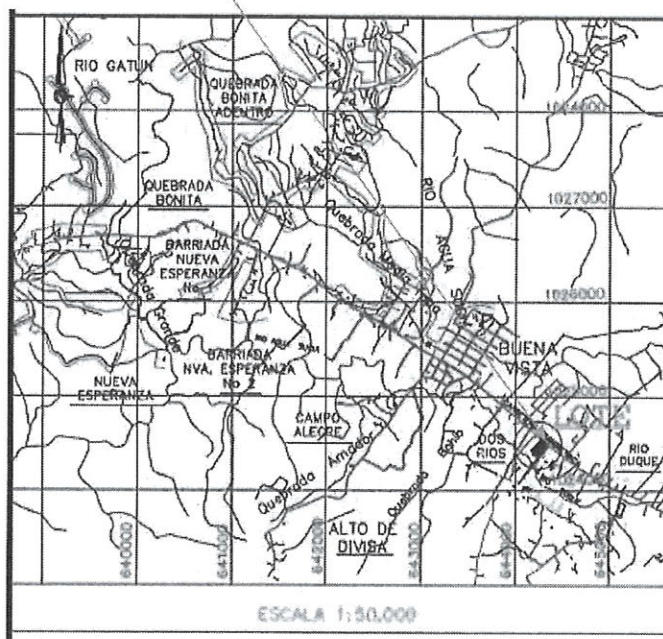 RIO GATUN
QUEBRADA
BONITA
ADENTRO
QUEBRADA
BONITA
1027000
BARRIADA
NUEVA
ESPERANZA
RIO
AGUA
1026000
BARRIADA
NVA. ESPERANZA
No 2
BUENA
VISTA
NUEVA
ESPERANZA
CAMPO
ALEGRE
LOTE
DOS
RIOS
RIO
DUQUE
Quebrada Amador
Quebrada
ALTO DE
DIVISA
640000
641000
642000
643000
ESCALA 1:50,000